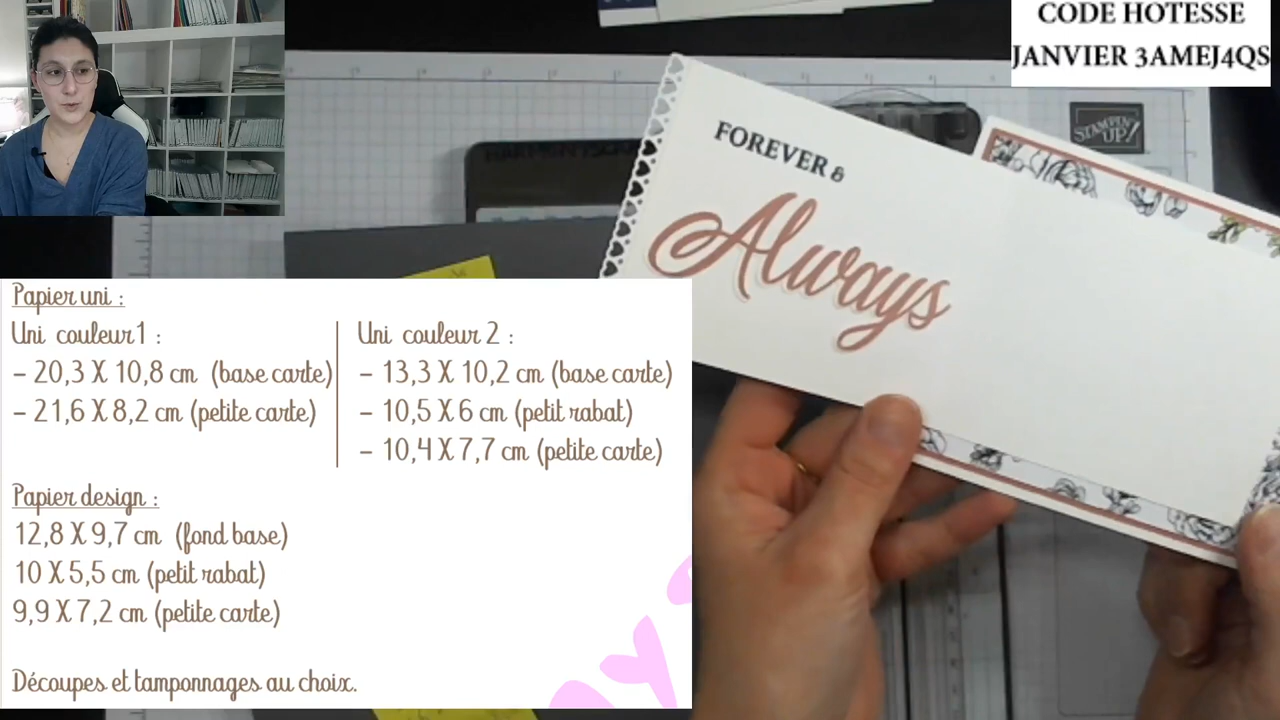 CODE HOTESSE
JANVIER 3AMEJ4QS
STAMPIN'
UP!
FOREVER &
Always
Papier uni :
Uni couleur 1 :
– 20,3 X 10,8 cm (base carte)
– 21,6 X 8,2 cm (petite carte)
Uni couleur 2 :
– 13,3 X 10,2 cm (base carte)
– 10,5 X 6 cm (petit rabat)
– 10,4 X 7,7 cm (petite carte)
Papier design :
12,8 X 9,7 cm (fond base)
10 X 5,5 cm (petit rabat)
9,9 X 7,2 cm (petite carte)
Découpes et tamponnages au choix.